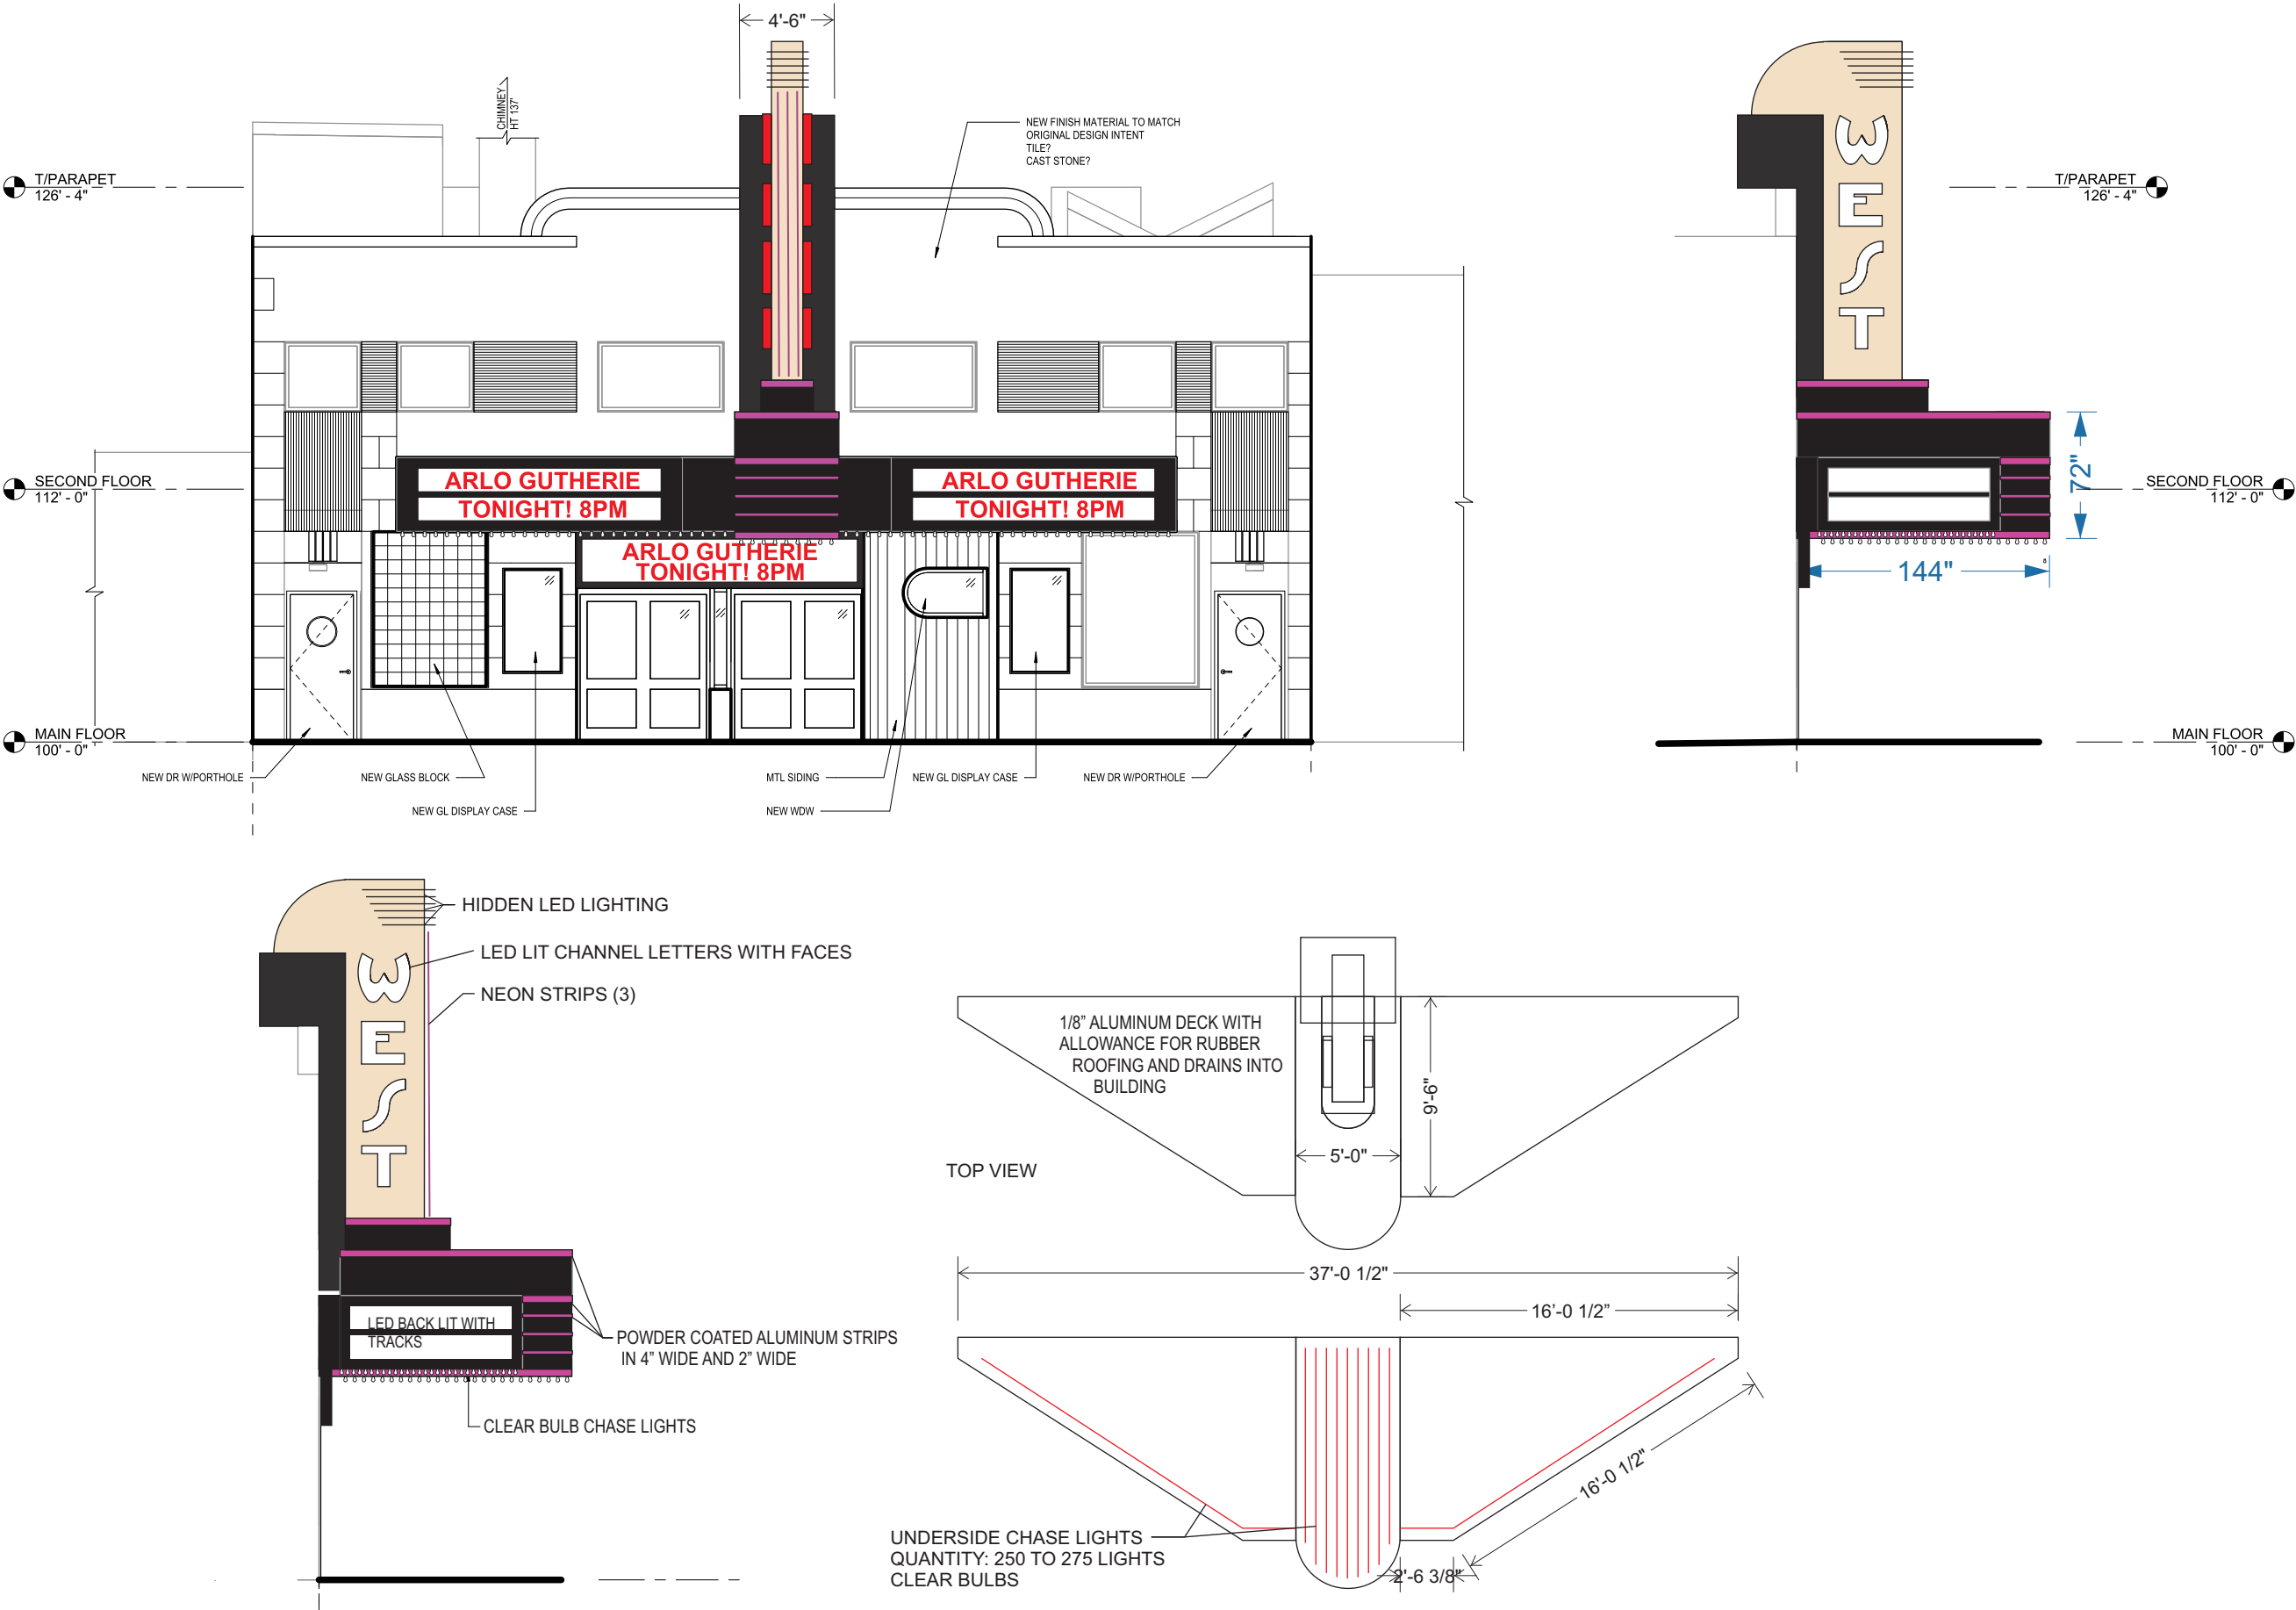 4'-6"
CHIMNEY
HT 137'
NEW FINISH MATERIAL TO MATCH
ORIGINAL DESIGN INTENT
TILE?
CAST STONE?
T/PARAPET
126' - 4"
T/PARAPET
126' - 4"
WEST
SECOND FLOOR
112' - 0"
ARLO GUTHERIE
TONIGHT! 8PM
ARLO GUTHERIE
TONIGHT! 8PM
ARLO GUTHERIE
TONIGHT! 8PM
72"
SECOND FLOOR
112' - 0"
8
144"
MAIN FLOOR
100' - 0"
MAIN FLOOR
100' - 0"
NEW DR W/PORTHOLE
NEW GLASS BLOCK
MTL SIDING
NEW GL DISPLAY CASE
NEW DR W/PORTHOLE
NEW GL DISPLAY CASE
NEW WDW
HIDDEN LED LIGHTING
LED LIT CHANNEL LETTERS WITH FACES
NEON STRIPS (3)
WEST
LED BACK LIT WITH
TRACKS
POWDER COATED ALUMINUM STRIPS
IN 4” WIDE AND 2” WIDE
CLEAR BULB CHASE LIGHTS
1/8” ALUMINUM DECK WITH
ALLOWANCE FOR RUBBER
ROOFING AND DRAINS INTO
BUILDING
9'-6"
5'-0"
TOP VIEW
37'-0 1/2"
16’-0 1/2”
16'-0 1/2"
UNDERSIDE CHASE LIGHTS
QUANTITY: 250 TO 275 LIGHTS
CLEAR BULBS
2'-6 3/8"